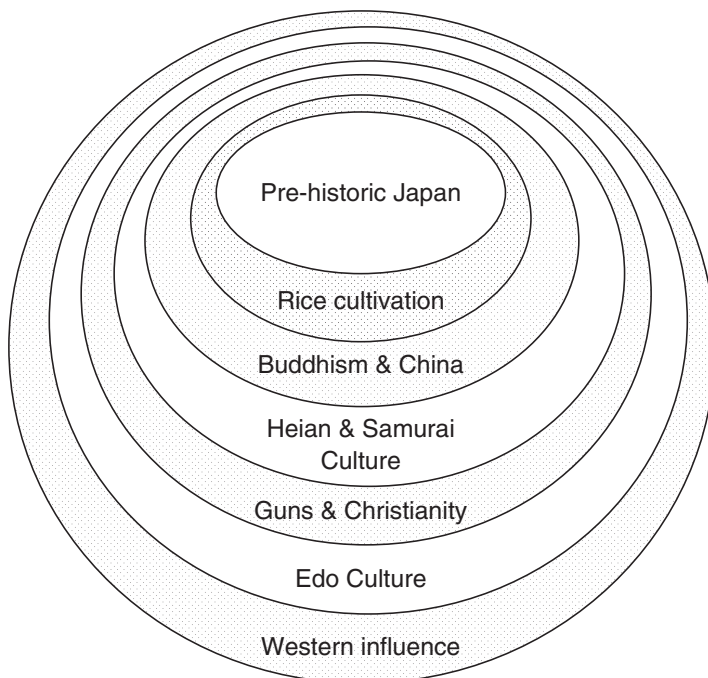 Pre-historic Japan
Rice cultivation
Buddhism & China
Heian & Samurai
Culture
Guns & Christianity
Edo Culture
Western influence